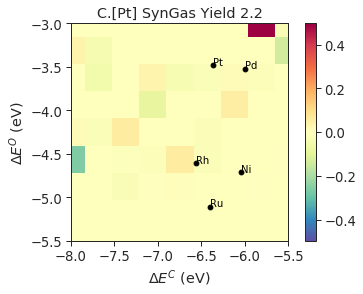 C.[Pt] SynGas Yield 2.2
−3.0
−3.5
−4.0
−4.5
−5.0
−5.5
ΔE^O (eV)
Pt
Pd
Rh
Ni
Ru
−8.0 −7.5 −7.0 −6.5 −6.0 −5.5
ΔE^C (eV)
0.4
0.2
0.0
−0.2
−0.4